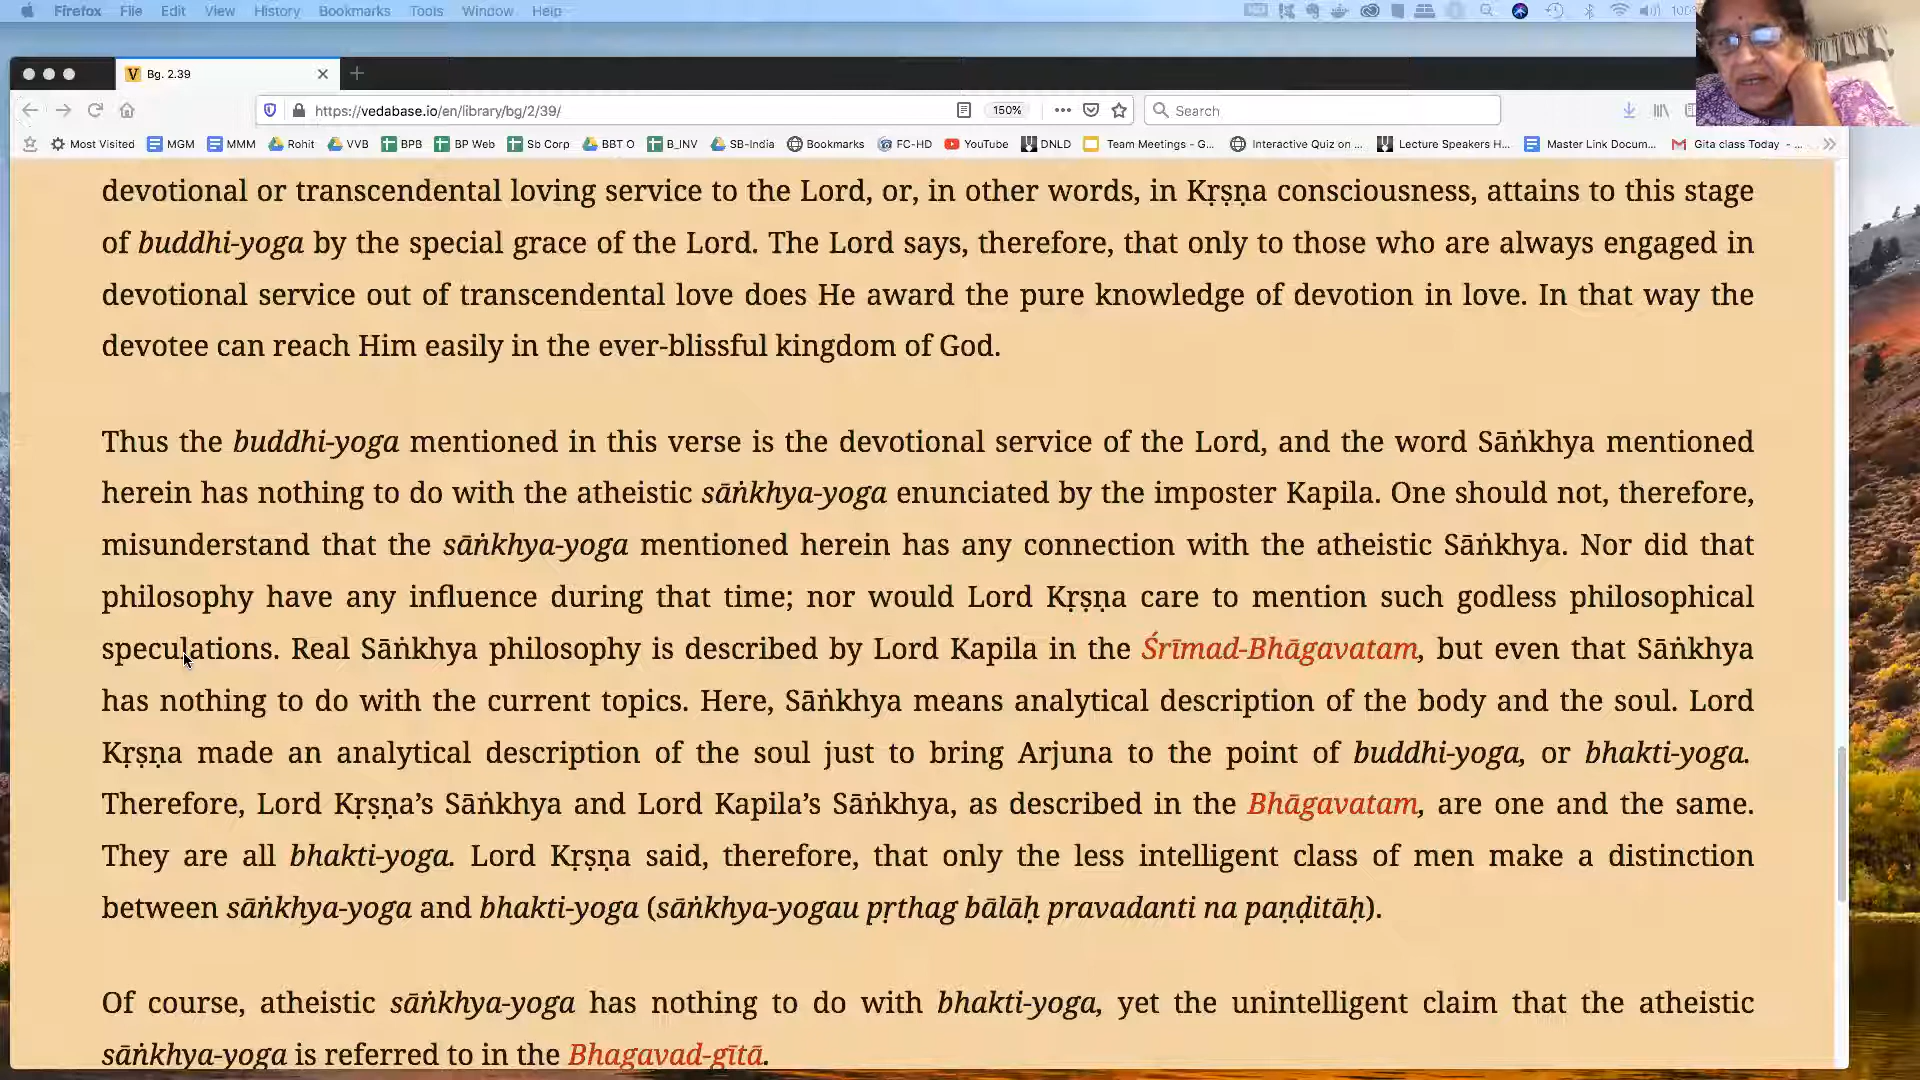 Firefox File Edit View History Bookmarks Tools Window Help
Bg. 2.39
https://vedabase.io/en/library/bg/2/39/ 150% Search
Most Visited MGM MMM Rohit VVB BPB BP Web Sb Corp BBT O B_INV SB-India Bookmarks FC-HD YouTube DNLD Team Meetings - G... Interactive Quiz on ... Lecture Speakers H... Master Link Docum... Gita class Today - ...
devotional or transcendental loving service to the Lord, or, in other words, in Kṛṣṇa consciousness, attains to this stage
of buddhi-yoga by the special grace of the Lord. The Lord says, therefore, that only to those who are always engaged in
devotional service out of transcendental love does He award the pure knowledge of devotion in love. In that way the
devotee can reach Him easily in the ever-blissful kingdom of God.
Thus the buddhi-yoga mentioned in this verse is the devotional service of the Lord, and the word Sāṅkhya mentioned
herein has nothing to do with the atheistic sāṅkhya-yoga enunciated by the imposter Kapila. One should not, therefore,
misunderstand that the sāṅkhya-yoga mentioned herein has any connection with the atheistic Sāṅkhya. Nor did that
philosophy have any influence during that time; nor would Lord Kṛṣṇa care to mention such godless philosophical
speculations. Real Sāṅkhya philosophy is described by Lord Kapila in the Śrīmad-Bhāgavatam, but even that Sāṅkhya
has nothing to do with the current topics. Here, Sāṅkhya means analytical description of the body and the soul. Lord
Kṛṣṇa made an analytical description of the soul just to bring Arjuna to the point of buddhi-yoga, or bhakti-yoga.
Therefore, Lord Kṛṣṇa’s Sāṅkhya and Lord Kapila’s Sāṅkhya, as described in the Bhāgavatam, are one and the same.
They are all bhakti-yoga. Lord Kṛṣṇa said, therefore, that only the less intelligent class of men make a distinction
between sāṅkhya-yoga and bhakti-yoga (sāṅkhya-yogau pṛthag bālāḥ pravadanti na paṇḍitāḥ).
Of course, atheistic sāṅkhya-yoga has nothing to do with bhakti-yoga, yet the unintelligent claim that the atheistic
sāṅkhya-yoga is referred to in the Bhagavad-gītā.